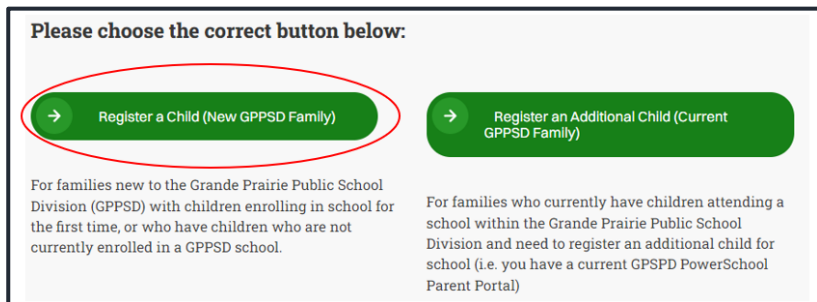 Please choose the correct button below:
Register a Child (New GPPSD Family)
For families new to the Grande Prairie Public School
Division (GPPSD) with children enrolling in school for
the first time, or who have children who are not
currently enrolled in a GPPSD school.
Register an Additional Child (Current
GPPSD Family)
For families who currently have children attending a
school within the Grande Prairie Public School
Division and need to register an additional child for
school (i.e. you have a current GPSPD PowerSchool
Parent Portal)